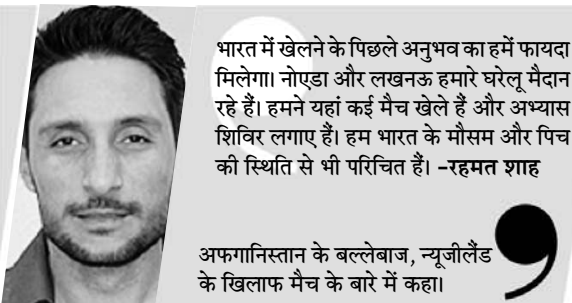 भारत में खेलने के पिछले अनुभव का हमें फायदा
मिलेगा। नोएडा और लखनऊ हमारे घरेलू मैदान
रहे हैं। हमने यहां कई मैच खेले हैं और अभ्यास
शिविर लगाए हैं। हम भारत के मौसम और पिच
की स्थिति से भी परिचित हैं। –रहमत शाह
अफगानिस्तान के बल्लेबाज, न्यूजीलैंड
के खिलाफ मैच के बारे में कहा।